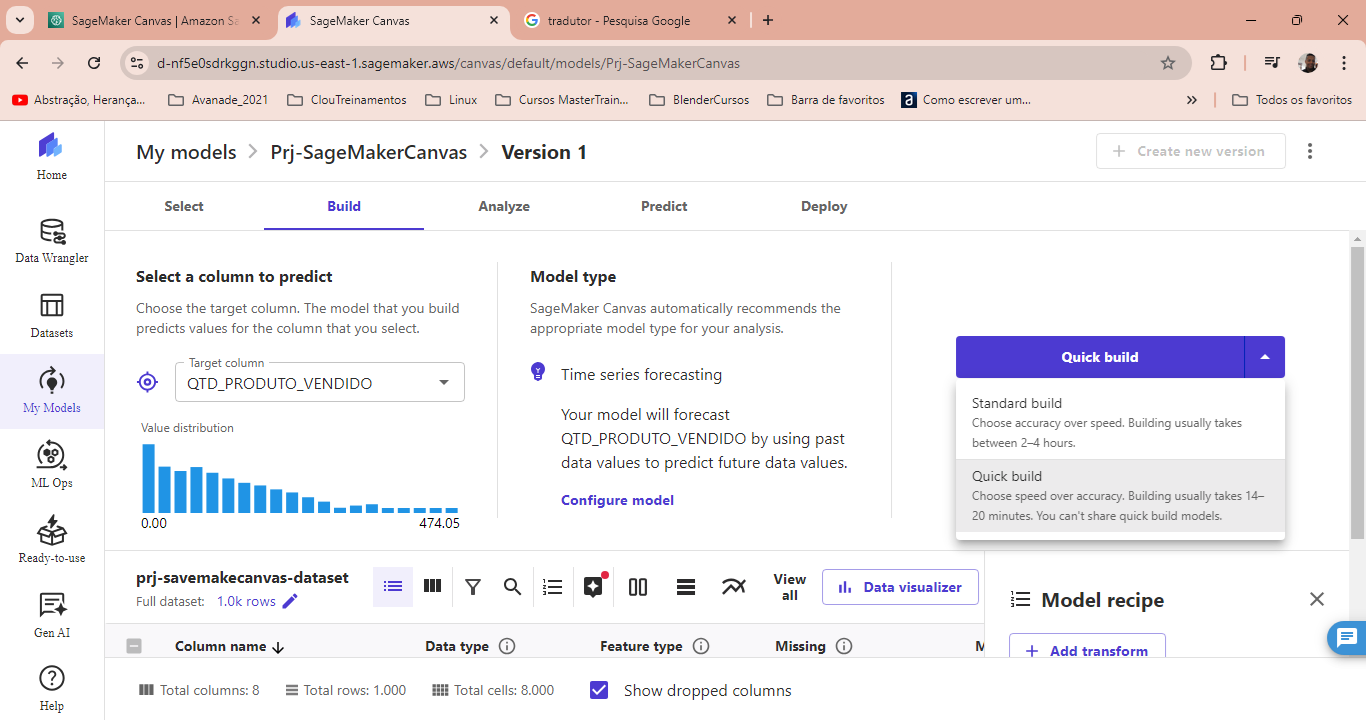 SageMaker Canvas | Amazon Sa
SageMaker Canvas
tradutor - Pesquisa Google
d-nf5e0sdrkggn.studio.us-east-1.sagemaker.aws/canvas/default/models/Prj-SageMakerCanvas
Abstração, Herança...
Avanade_2021
ClouTreinamentos
Linux
Cursos MasterTrain...
BlenderCursos
Barra de favoritos
Como escrever um...
Todos os favoritos
Home
Data Wrangler
Datasets
My Models
ML Ops
Ready-to-use
Gen AI
Help
My models > Prj-SageMakerCanvas > Version 1
Create new version
Select
Build
Analyze
Predict
Deploy
Select a column to predict
Choose the target column. The model that you build
predicts values for the column that you select.
Target column
QTD_PRODUTO_VENDIDO
Value distribution
0.00
474.05
Model type
SageMaker Canvas automatically recommends the
appropriate model type for your analysis.
Time series forecasting
Your model will forecast
QTD_PRODUTO_VENDIDO by using past
data values to predict future data values.
Configure model
Quick build
Standard build
Choose accuracy over speed. Building usually takes
between 2–4 hours.
Quick build
Choose speed over accuracy. Building usually takes 14–
20 minutes. You can't share quick build models.
prj-savemakecanvas-dataset
Full dataset: 1.0k rows
View
all
Data visualizer
Column name
Data type
Feature type
Missing
M
Model recipe
Add transform
Total columns: 8
Total rows: 1.000
Total cells: 8.000
Show dropped columns